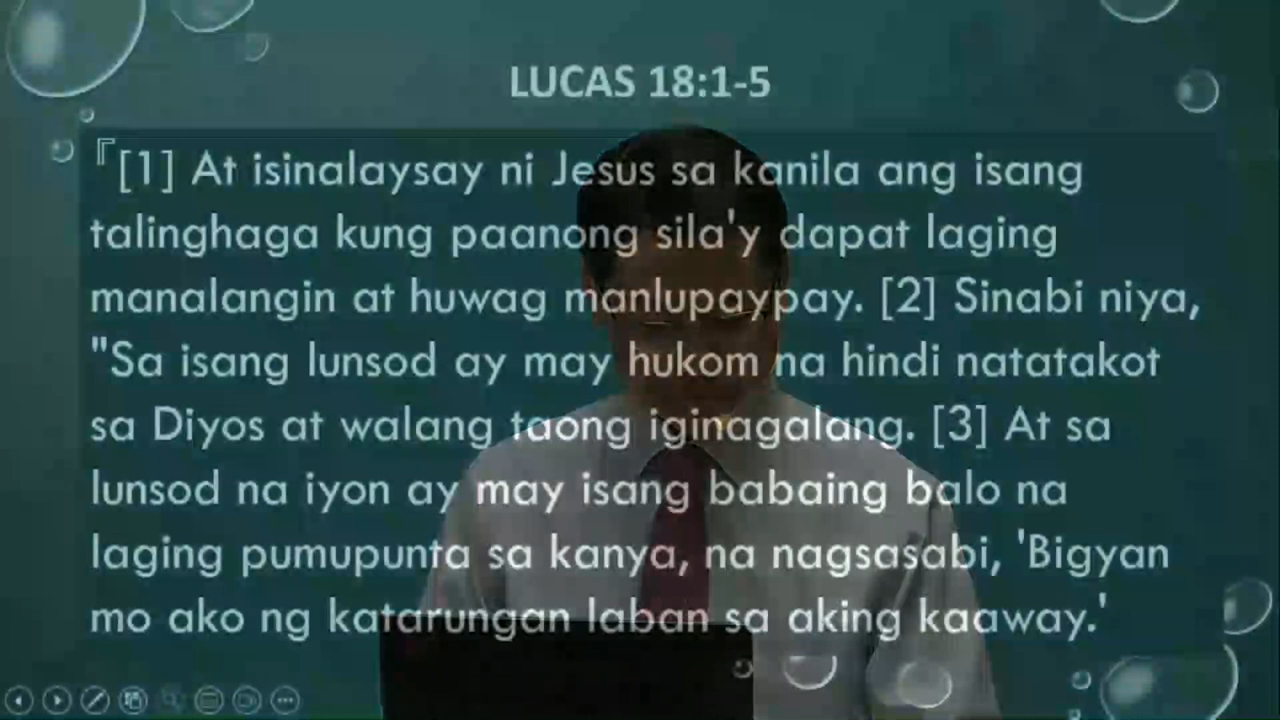 LUCAS 18:1-5
『[1] At isinalaysay ni Jesus sa kanila ang isang
talinghaga kung paanong sila'y dapat laging
manalangin at huwag manlupaypay. [2] Sinabi niya,
"Sa isang lunsod ay may hukom na hindi natatakot
sa Diyos at walang taong iginagalang. [3] At sa
lunsod na iyon ay may isang babaing balo na
laging pumupunta sa kanya, na nagsasabi, 'Bigyan
mo ako ng katarungan laban sa aking kaaway.'